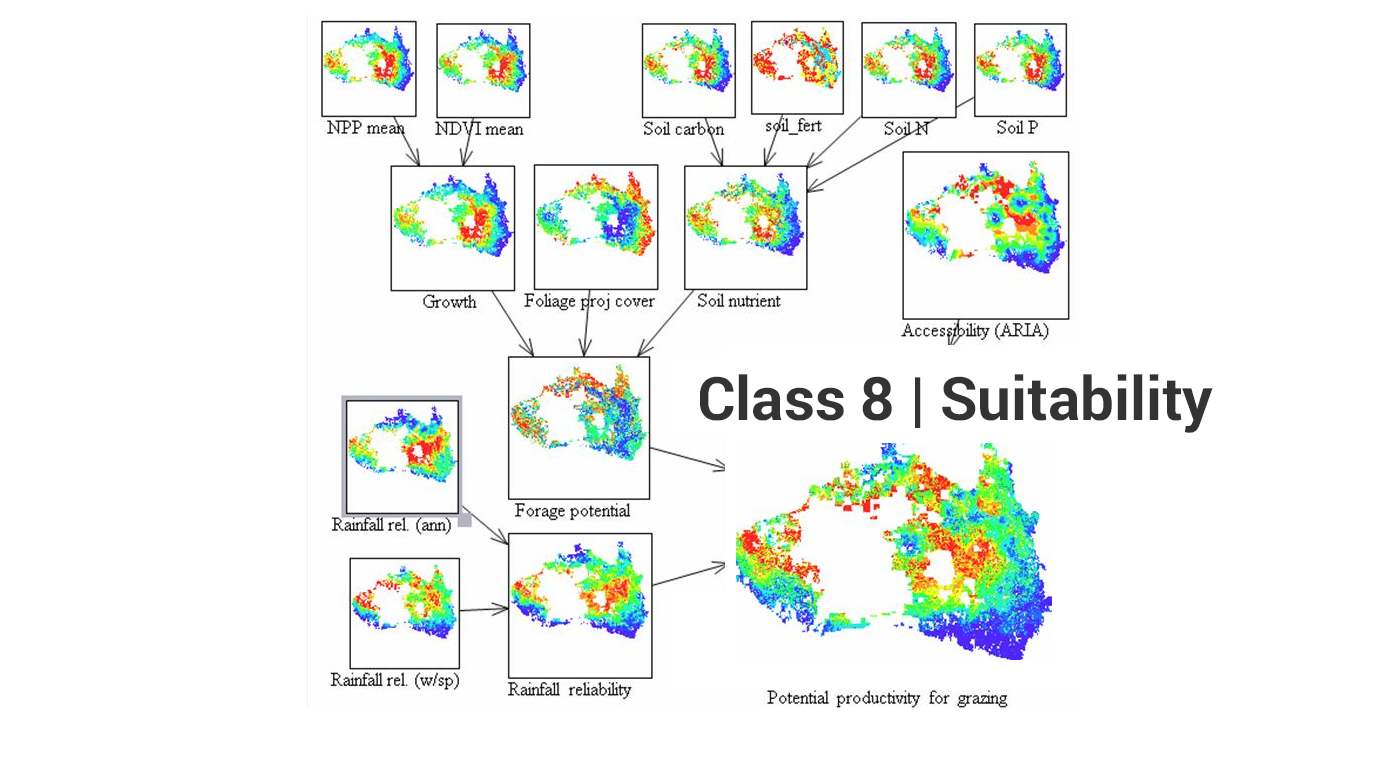 NPP mean
NDVI mean
Soil carbon
soil_fert
Soil N
Soil P
Growth
Foliage proj cover
Soil nutrient
Accessibility (ARIA)
Class 8 | Suitability
Rainfall rel. (ann)
Forage potential
Rainfall rel. (w/sp)
Rainfall reliability
Potential productivity for grazing